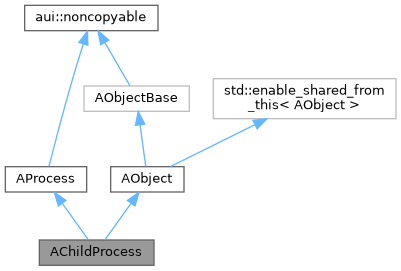 aui::noncopyable
AObjectBase
std::enable_shared_from
_this< AObject >
AProcess
AObject
AChildProcess